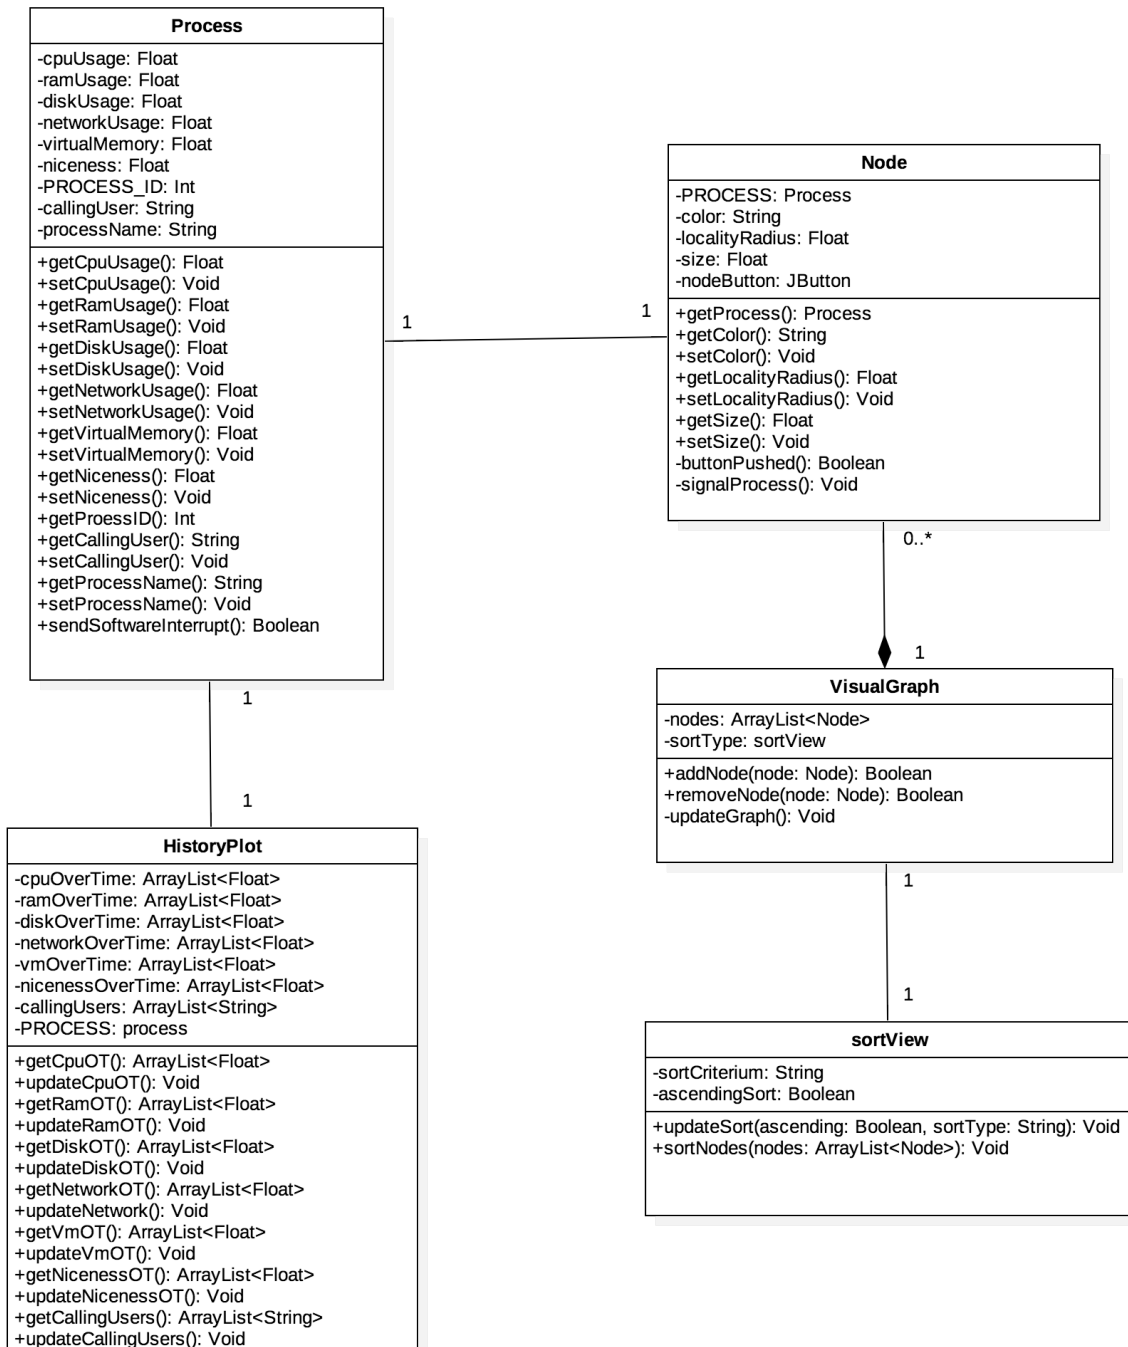 Process
-cpuUsage: Float
-ramUsage: Float
-diskUsage: Float
-networkUsage: Float
-virtualMemory: Float
-niceness: Float
-PROCESS_ID: Int
-callingUser: String
-processName: String
+getCpuUsage(): Float
+setCpuUsage(): Void
+getRamUsage(): Float
+setRamUsage(): Void
+getDiskUsage(): Float
+setDiskUsage(): Void
+getNetworkUsage(): Float
+setNetworkUsage(): Void
+getVirtualMemory(): Float
+setVirtualMemory(): Void
+getNiceness(): Float
+setNiceness(): Void
+getProessID(): Int
+getCallingUser(): String
+setCallingUser(): Void
+getProcessName(): String
+setProcessName(): Void
+sendSoftwareInterrupt(): Boolean
1
1
Node
-PROCESS: Process
-color: String
-localityRadius: Float
-size: Float
-nodeButton: JButton
+getProcess(): Process
+getColor(): String
+setColor(): Void
+getLocalityRadius(): Float
+setLocalityRadius(): Void
+getSize(): Float
+setSize(): Void
-buttonPushed(): Boolean
-signalProcess(): Void
0..*
1
VisualGraph
-nodes: ArrayList<Node>
-sortType: sortView
+addNode(node: Node): Boolean
+removeNode(node: Node): Boolean
-updateGraph(): Void
1
1
1
1
HistoryPlot
-cpuOverTime: ArrayList<Float>
-ramOverTime: ArrayList<Float>
-diskOverTime: ArrayList<Float>
-networkOverTime: ArrayList<Float>
-vmOverTime: ArrayList<Float>
-nicenessOverTime: ArrayList<Float>
-callingUsers: ArrayList<String>
-PROCESS: process
+getCpuOT(): ArrayList<Float>
+updateCpuOT(): Void
+getRamOT(): ArrayList<Float>
+updateRamOT(): Void
+getDiskOT(): ArrayList<Float>
+updateDiskOT(): Void
+getNetworkOT(): ArrayList<Float>
+updateNetwork(): Void
+getVmOT(): ArrayList<Float>
+updateVmOT(): Void
+getNicenessOT(): ArrayList<Float>
+updateNicenessOT(): Void
+getCallingUsers(): ArrayList<String>
+updateCallingUsers(): Void
sortView
-sortCriterium: String
-ascendingSort: Boolean
+updateSort(ascending: Boolean, sortType: String): Void
+sortNodes(nodes: ArrayList<Node>): Void